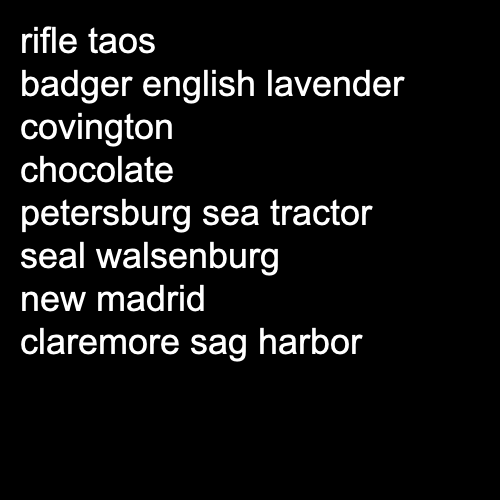 rifle taos
badger english lavender
covington
chocolate
petersburg sea tractor
seal walsenburg
new madrid
claremore sag harbor